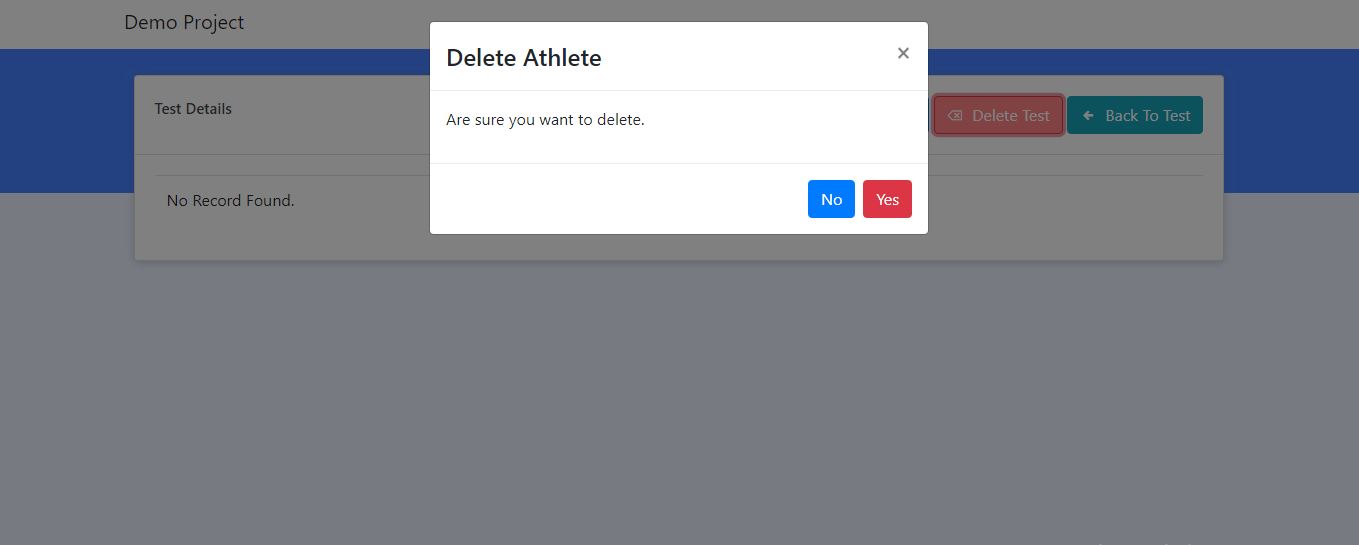 Demo Project
Delete Athlete ×
Test Details
Delete Test
Back To Test
Are sure you want to delete.
No Record Found.
No
Yes